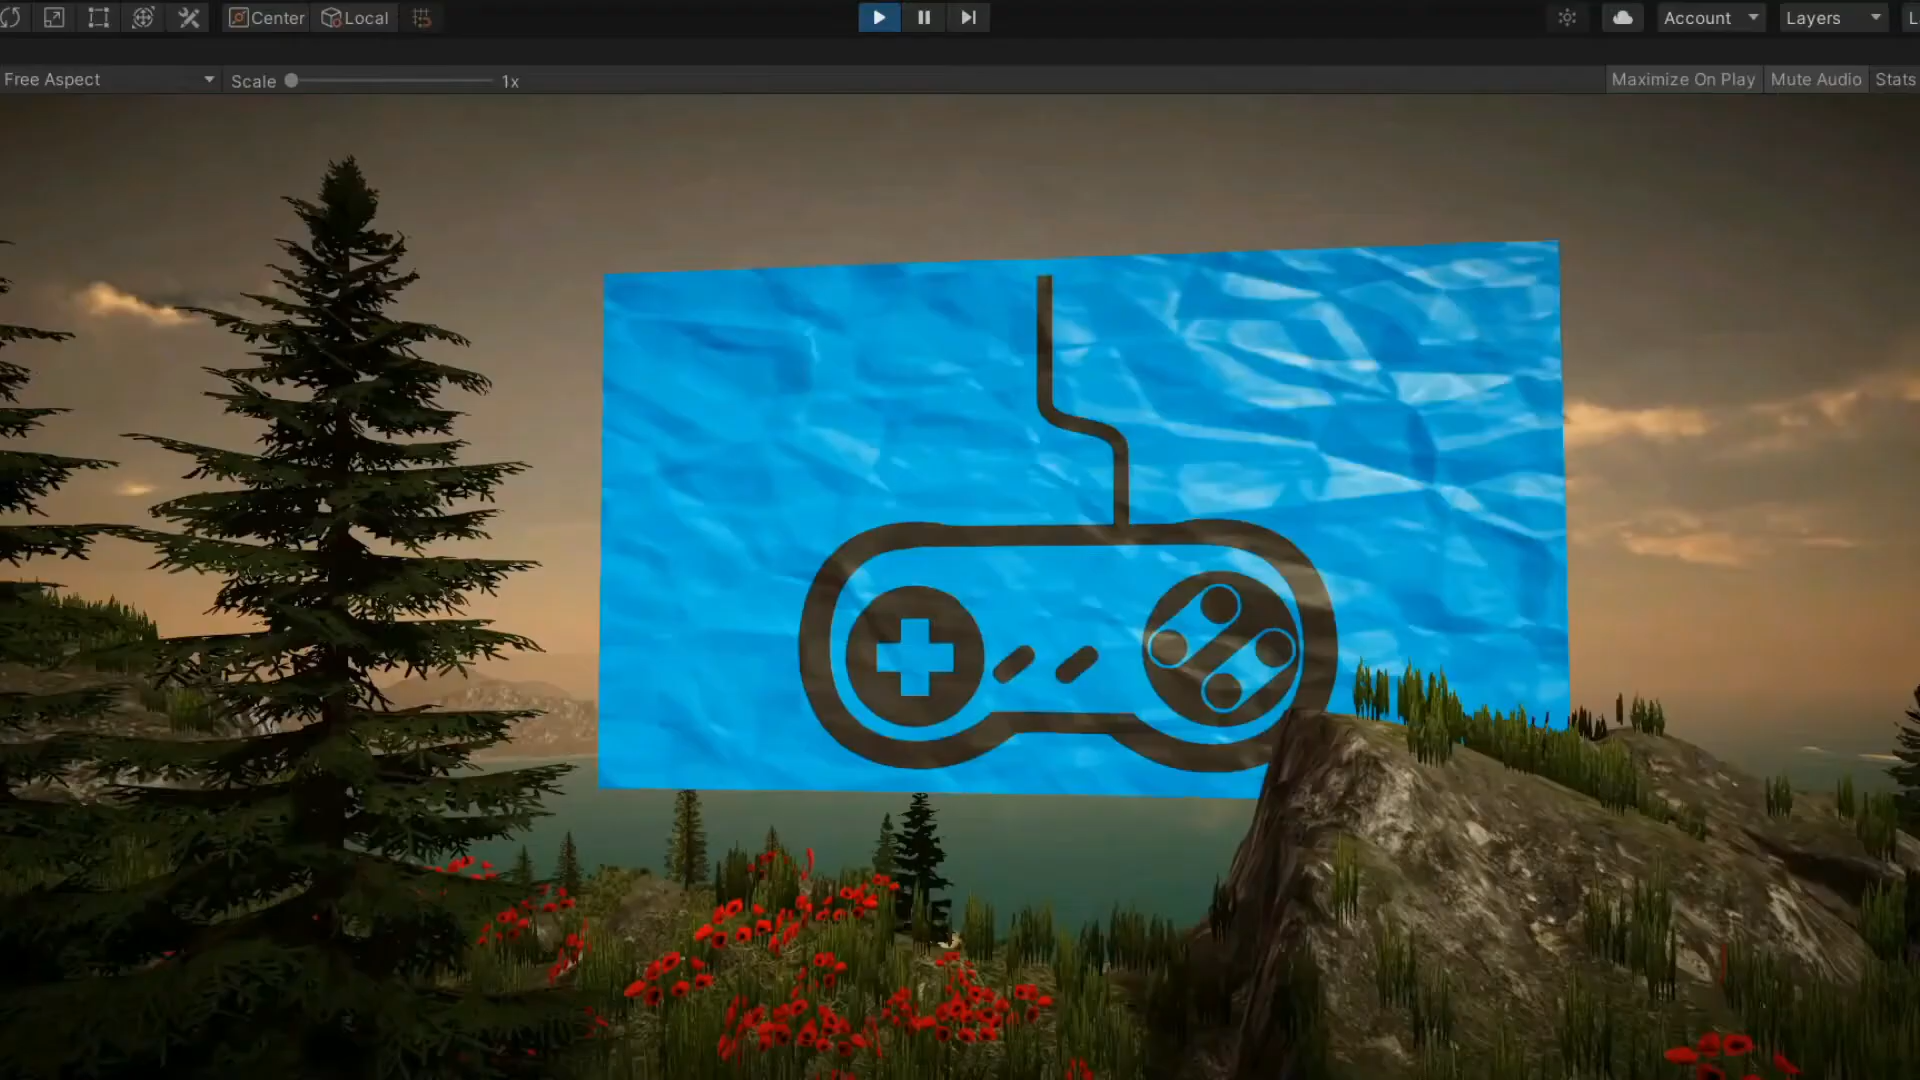 Center Local Account Layers
Free Aspect Scale 1x Maximize On Play Mute Audio Stats